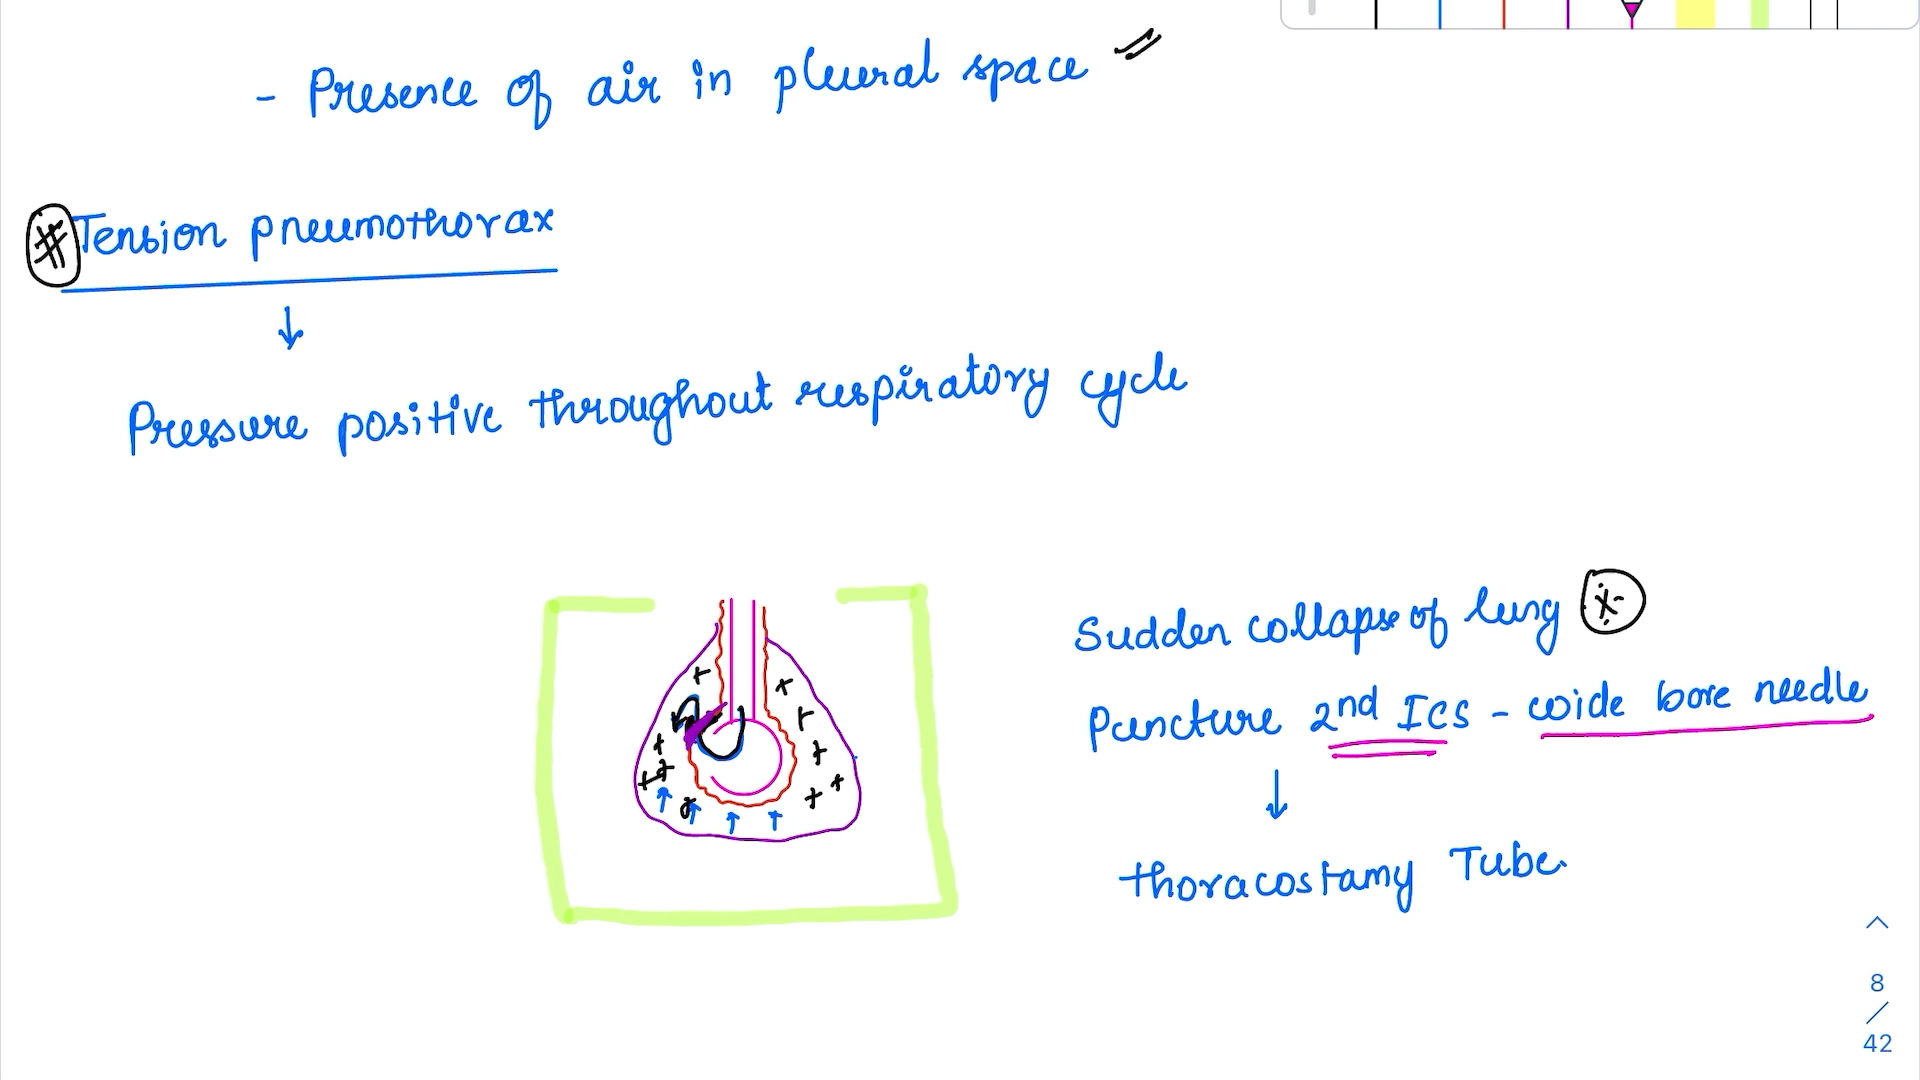 - Presence of air in pleural space
# Tension pneumothorax
↓
Pressure positive throughout respiratory cycle
Sudden collapse of lung
Puncture 2nd ICS - wide bore needle
↓
thoracostamy Tube.
8
/
42